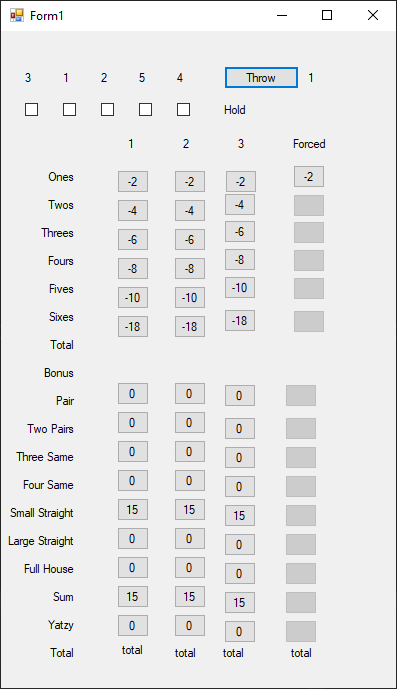 Form1
3 1 2 5 4 Throw 1
Hold
1 2 3 Forced
Ones -2 -2 -2 -2
Twos -4 -4 -4
Threes -6 -6 -6
Fours -8 -8 -8
Fives -10 -10 -10
Sixes -18 -18 -18
Total
Bonus
Pair 0 0 0
Two Pairs 0 0 0
Three Same 0 0 0
Four Same 0 0 0
Small Straight 15 15 15
Large Straight 0 0 0
Full House 0 0 0
Sum 15 15 15
Yatzy 0 0 0
Total total total total total